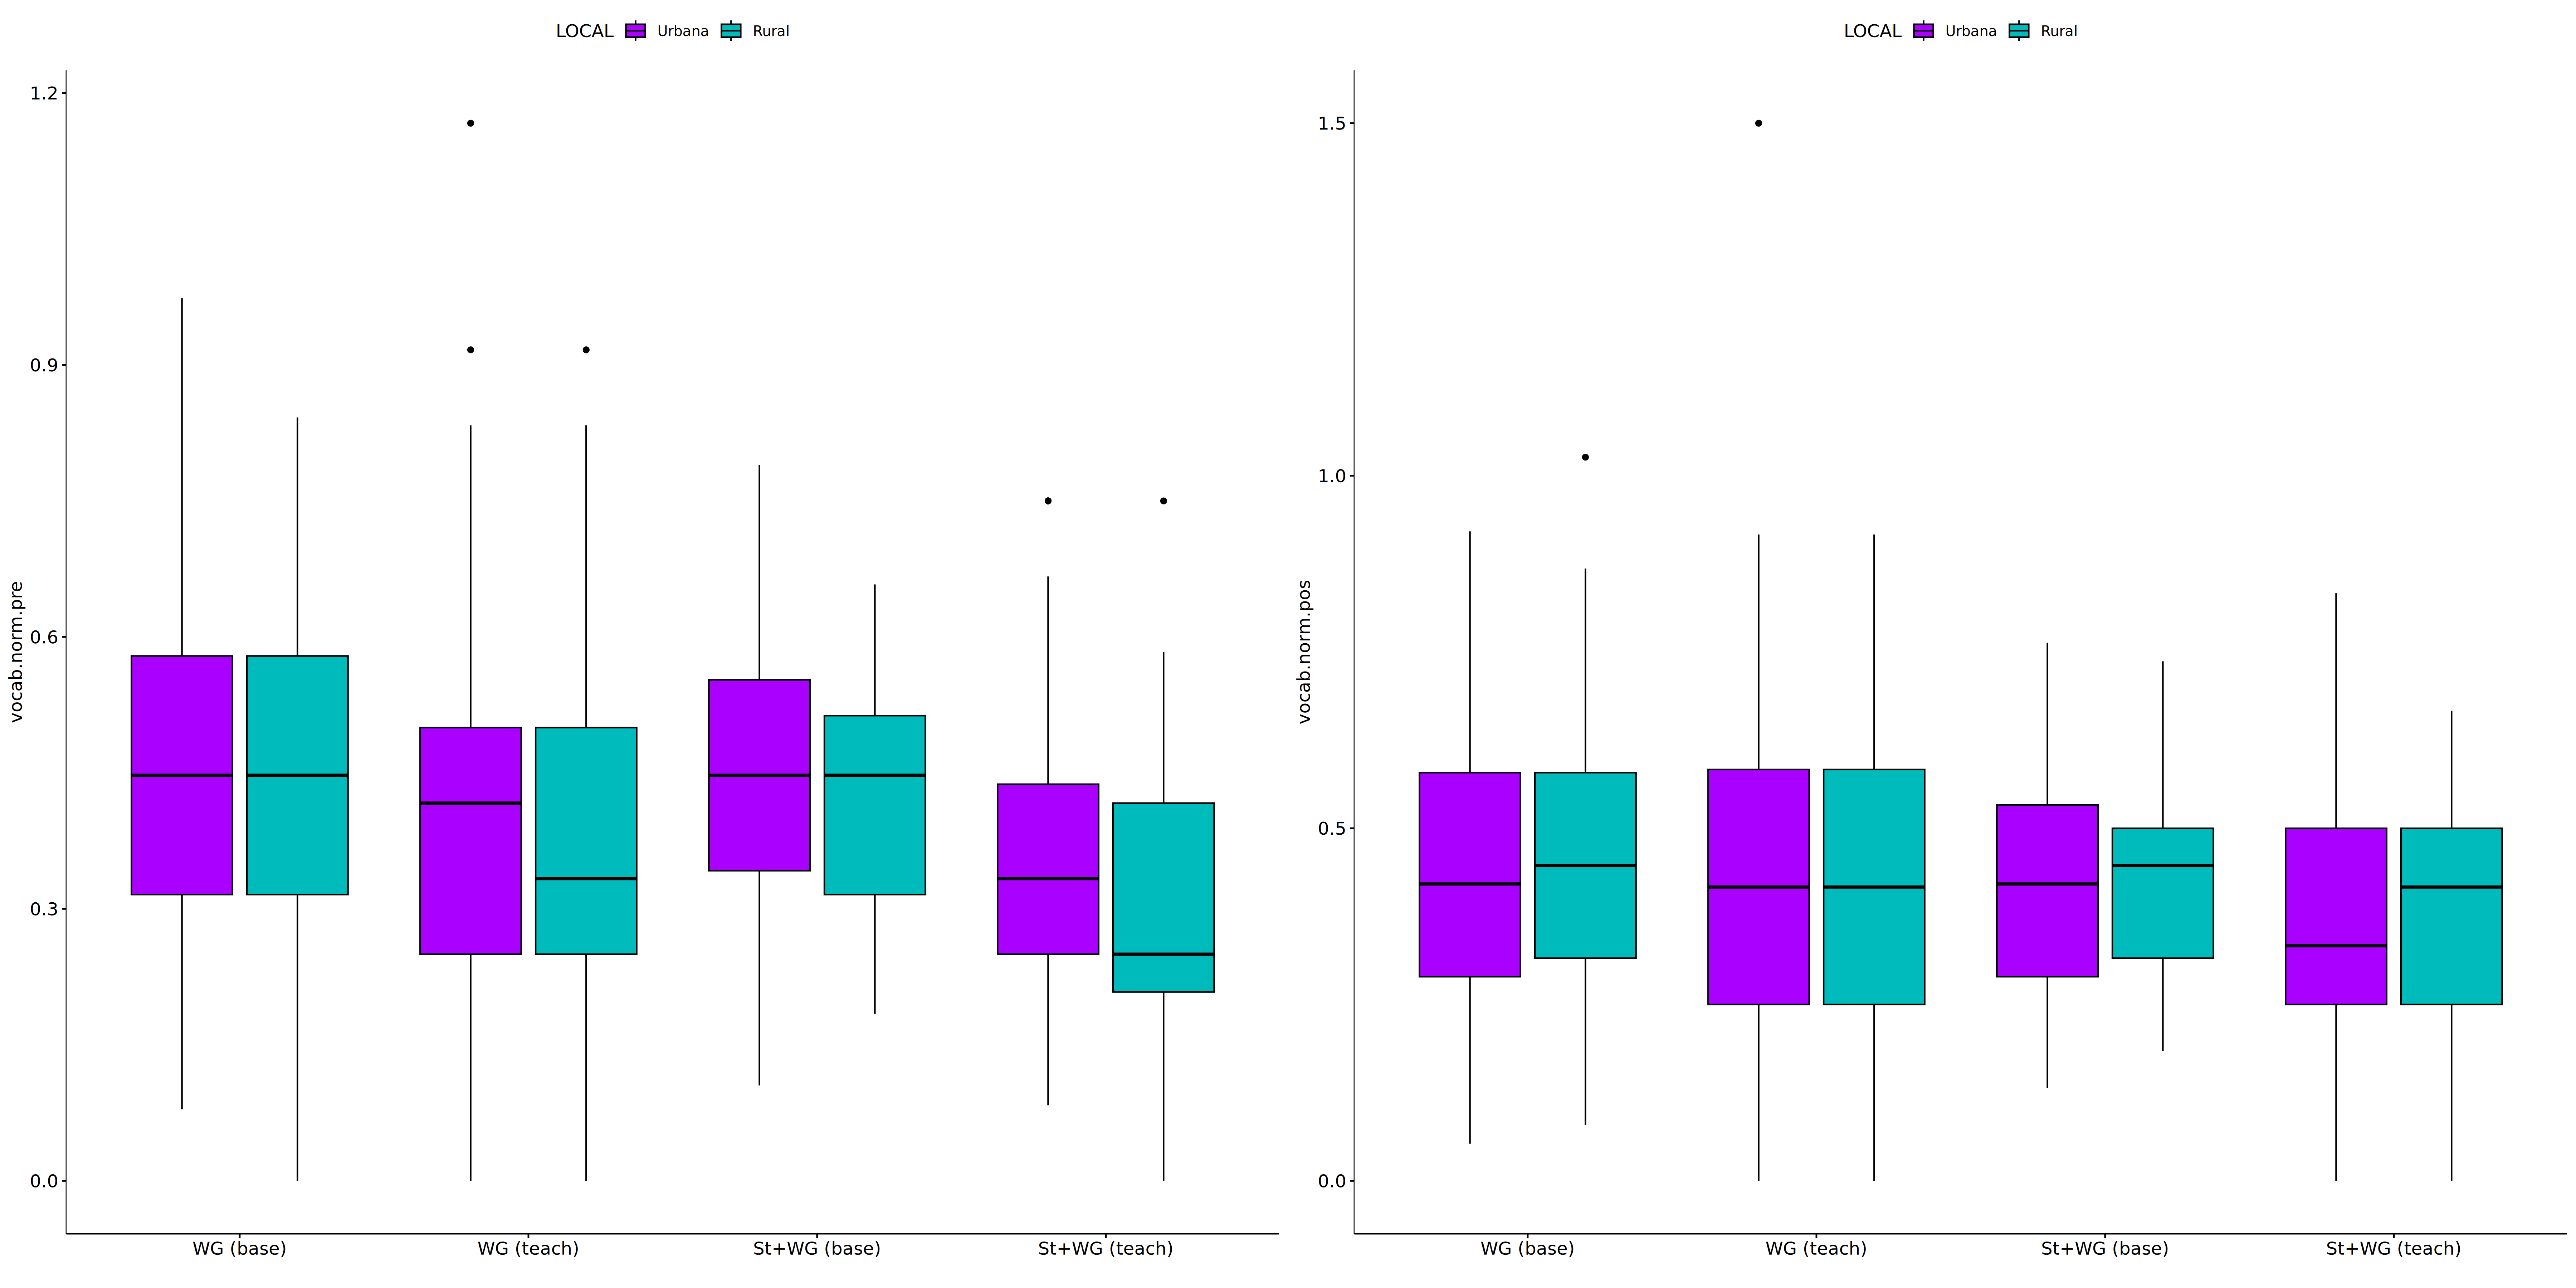 LOCAL Urbana Rural
vocab.norm.pre
1.2
0.9
0.6
0.3
0.0
WG (base) WG (teach) St+WG (base) St+WG (teach)
LOCAL Urbana Rural
vocab.norm.pos
1.5
1.0
0.5
0.0
WG (base) WG (teach) St+WG (base) St+WG (teach)